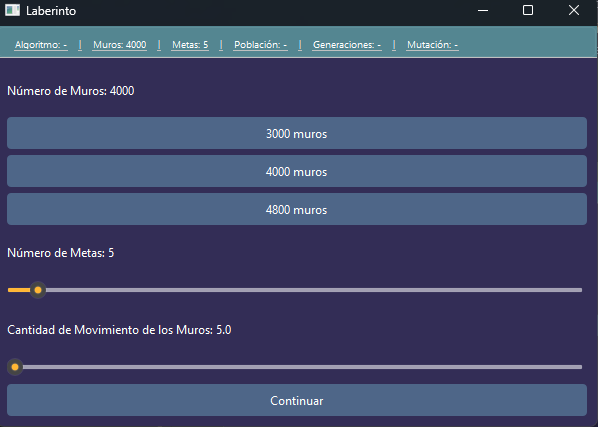 Laberinto
Algoritmo: - | Muros: 4000 | Metas: 5 | Población: - | Generaciones: - | Mutación: -
Número de Muros: 4000
3000 muros
4000 muros
4800 muros
Número de Metas: 5
Cantidad de Movimiento de los Muros: 5.0
Continuar